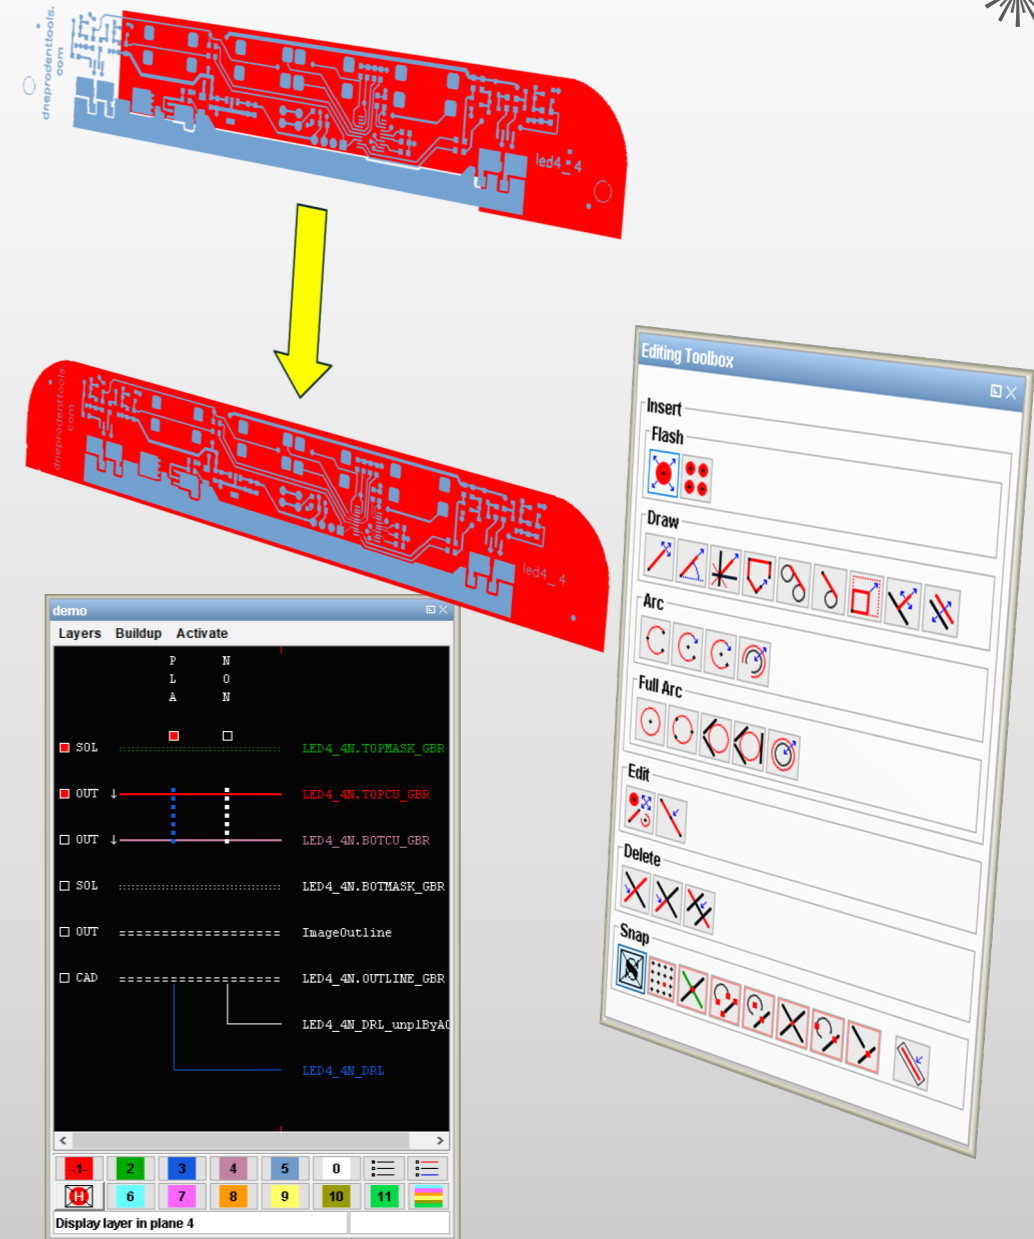 dneprodenttools.
com
led4_4
dneprodenttools.
com
led4_4
Editing Toolbox
Insert
Flash
Draw
Arc
Full Arc
Edit
Delete
Snap
S
demo
Layers Buildup Activate
P N
L O
A N
SOL LED4_4N.TOPMASK_GBR
OUT ↓ LED4_4N.TOPCU_GBR
OUT ↓ LED4_4N.BOTCU_GBR
SOL LED4_4N.BOTMASK_GBR
OUT ImageOutline
CAD LED4_4N.OUTLINE_GBR
LED4_4N_DRL_unplByAO
LED4_4N_DRL
-1- 2 3 4 5 0
H 6 7 8 9 10 11
Display layer in plane 4